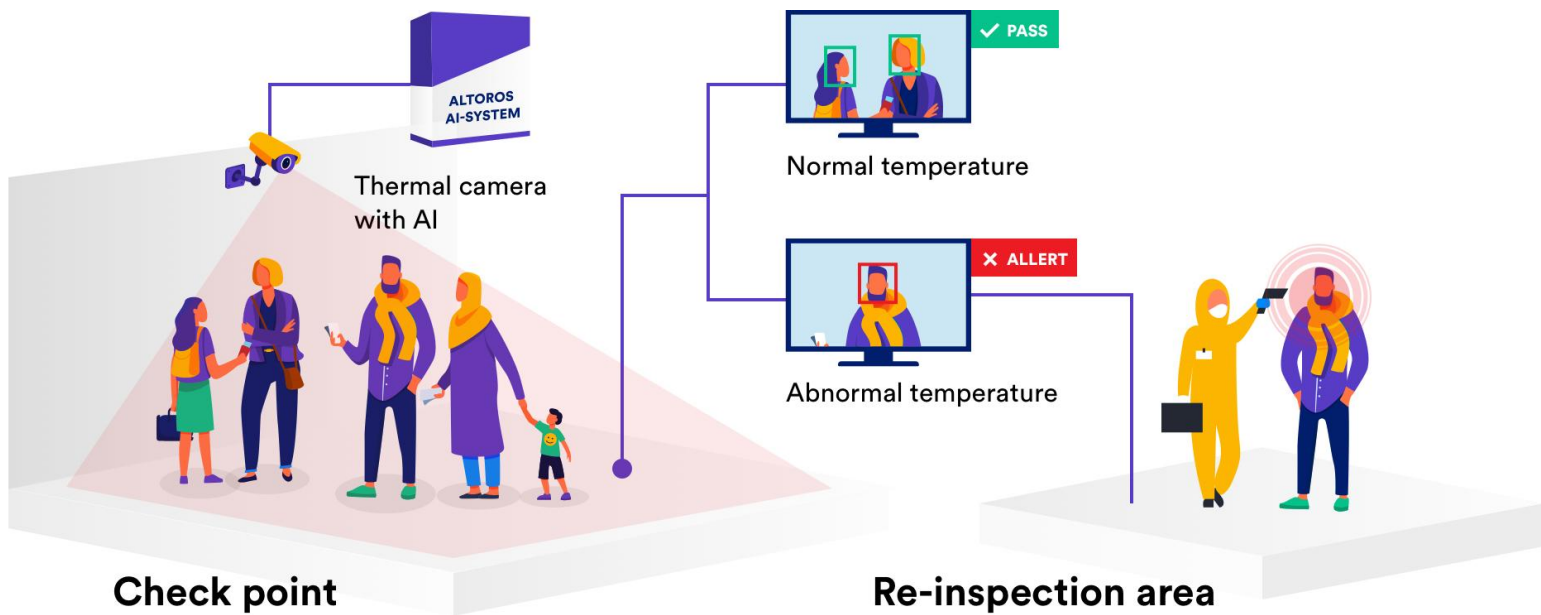 ALTOROS
AI-SYSTEM
Thermal camera
with AI
PASS
Normal temperature
ALLERT
Abnormal temperature
Check point
Re-inspection area